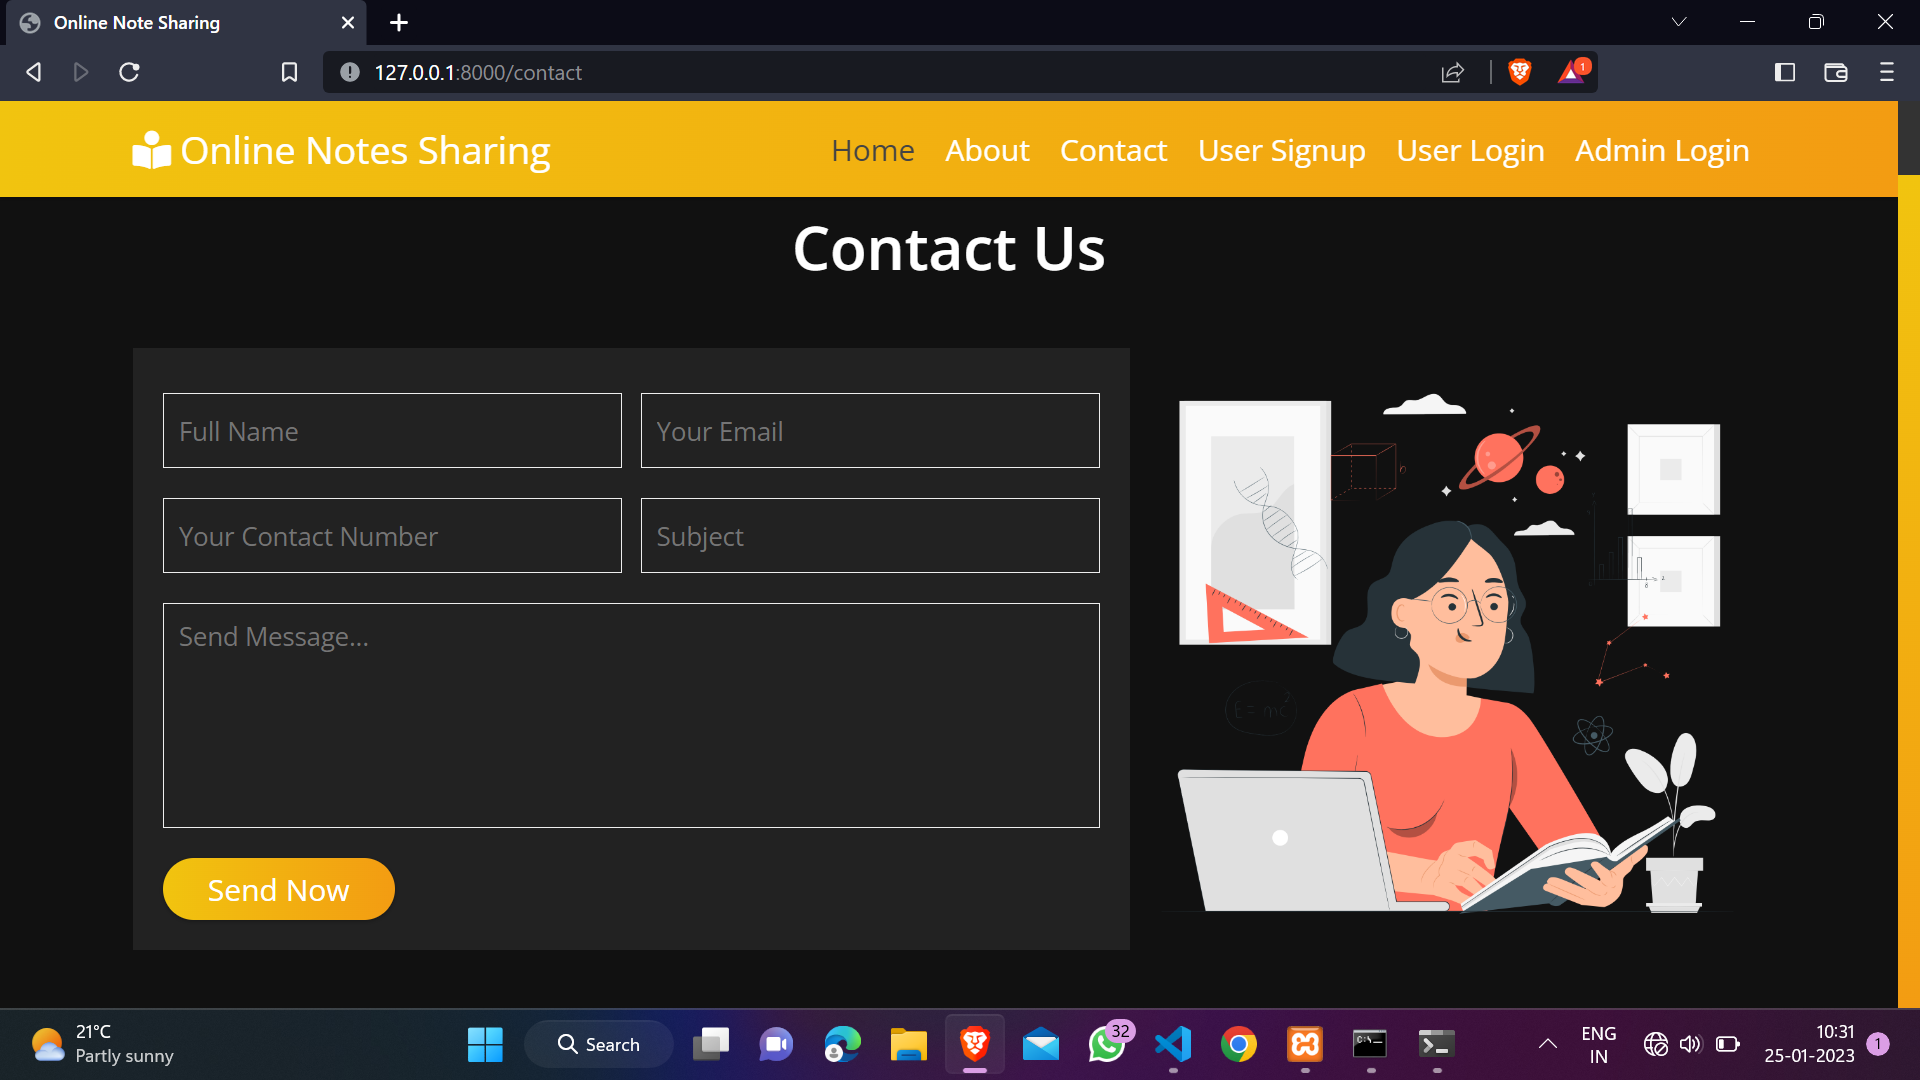 Online Note Sharing
127.0.0.1:8000/contact
1
Online Notes Sharing
Home About Contact User Signup User Login Admin Login
Contact Us
Full Name
Your Email
Your Contact Number
Subject
Send Message...
E = mc²
Send Now
21°C
Partly sunny
Search
32
ENG
IN
10:31
25-01-2023
1